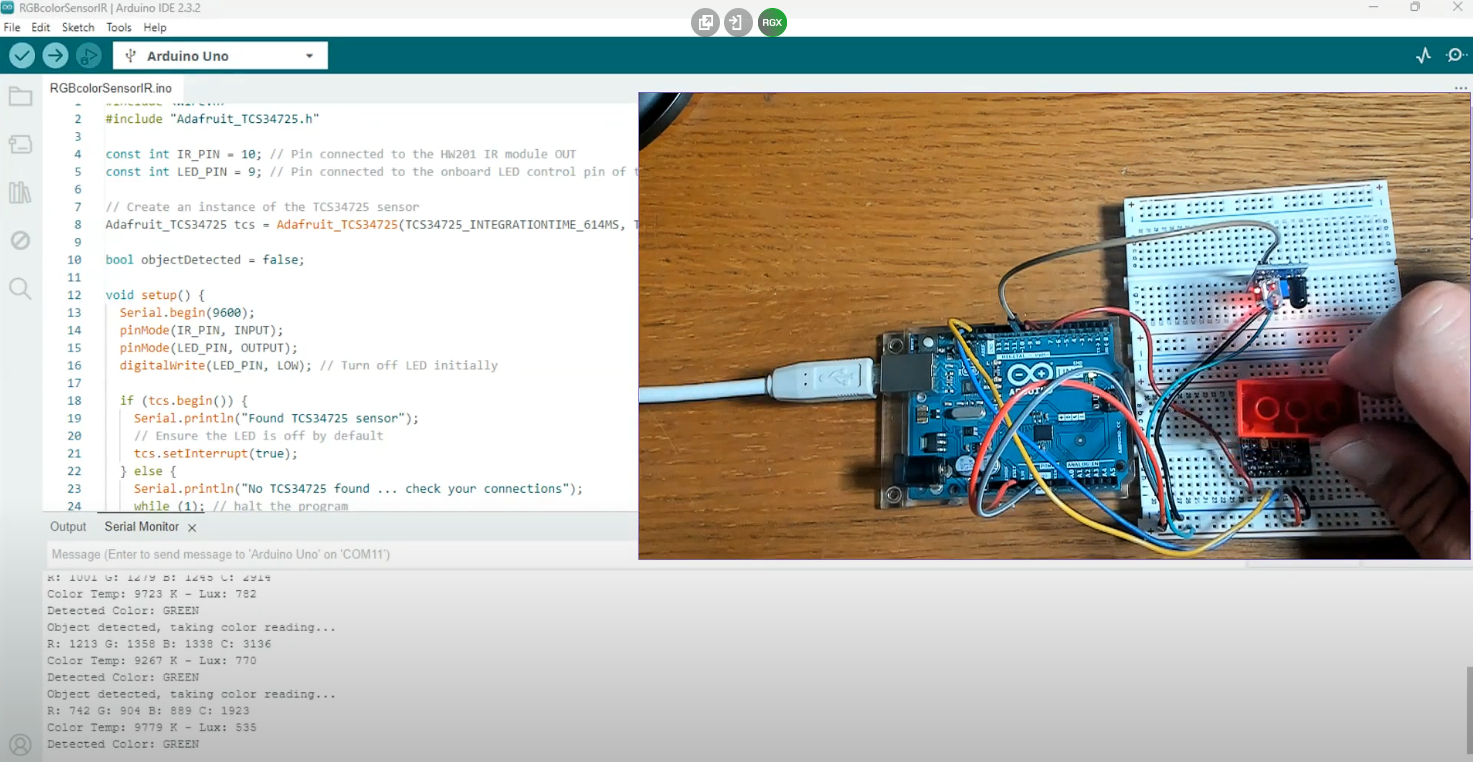 RGBcolorSensorIR | Arduino IDE 2.3.2
RGX
File Edit Sketch Tools Help
Arduino Uno
RGBcolorSensorIR.ino
2 #include "Adafruit_TCS34725.h"
3
4 const int IR_PIN = 10; // Pin connected to the HW201 IR module OUT
5 const int LED_PIN = 9; // Pin connected to the onboard LED control pin of
6
7 // Create an instance of the TCS34725 sensor
8 Adafruit_TCS34725 tcs = Adafruit_TCS34725(TCS34725_INTEGRATIONTIME_614MS,
9
10 bool objectDetected = false;
11
12 void setup() {
13 Serial.begin(9600);
14 pinMode(IR_PIN, INPUT);
15 pinMode(LED_PIN, OUTPUT);
16 digitalWrite(LED_PIN, LOW); // Turn off LED initially
17
18 if (tcs.begin()) {
19 Serial.println("Found TCS34725 sensor");
20 // Ensure the LED is off by default
21 tcs.setInterrupt(true);
22 } else {
23 Serial.println("No TCS34725 found ... check your connections");
24 while (1); // halt the program
Output Serial Monitor
Message (Enter to send message to 'Arduino Uno' on 'COM11')
R: 1001 G: 1279 B: 1245 C: 2914
Color Temp: 9723 K - Lux: 782
Detected Color: GREEN
Object detected, taking color reading...
R: 1213 G: 1358 B: 1338 C: 3136
Color Temp: 9267 K - Lux: 770
Detected Color: GREEN
Object detected, taking color reading...
R: 742 G: 904 B: 889 C: 1923
Color Temp: 9779 K - Lux: 535
Detected Color: GREEN